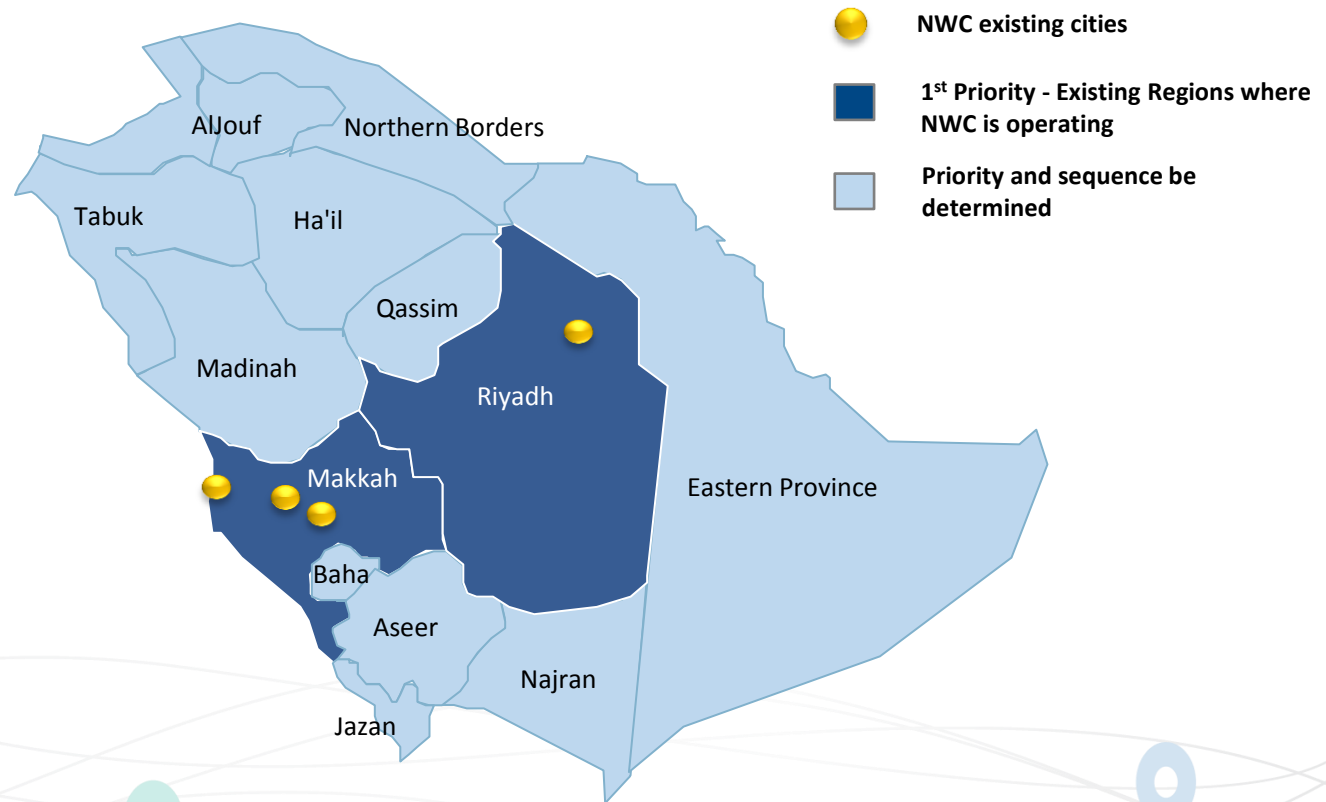 NWC existing cities
1st Priority - Existing Regions where
NWC is operating
Priority and sequence be
determined
AlJouf
Northern Borders
Tabuk
Ha'il
Qassim
Madinah
Riyadh
Makkah
Eastern Province
Baha
Aseer
Najran
Jazan